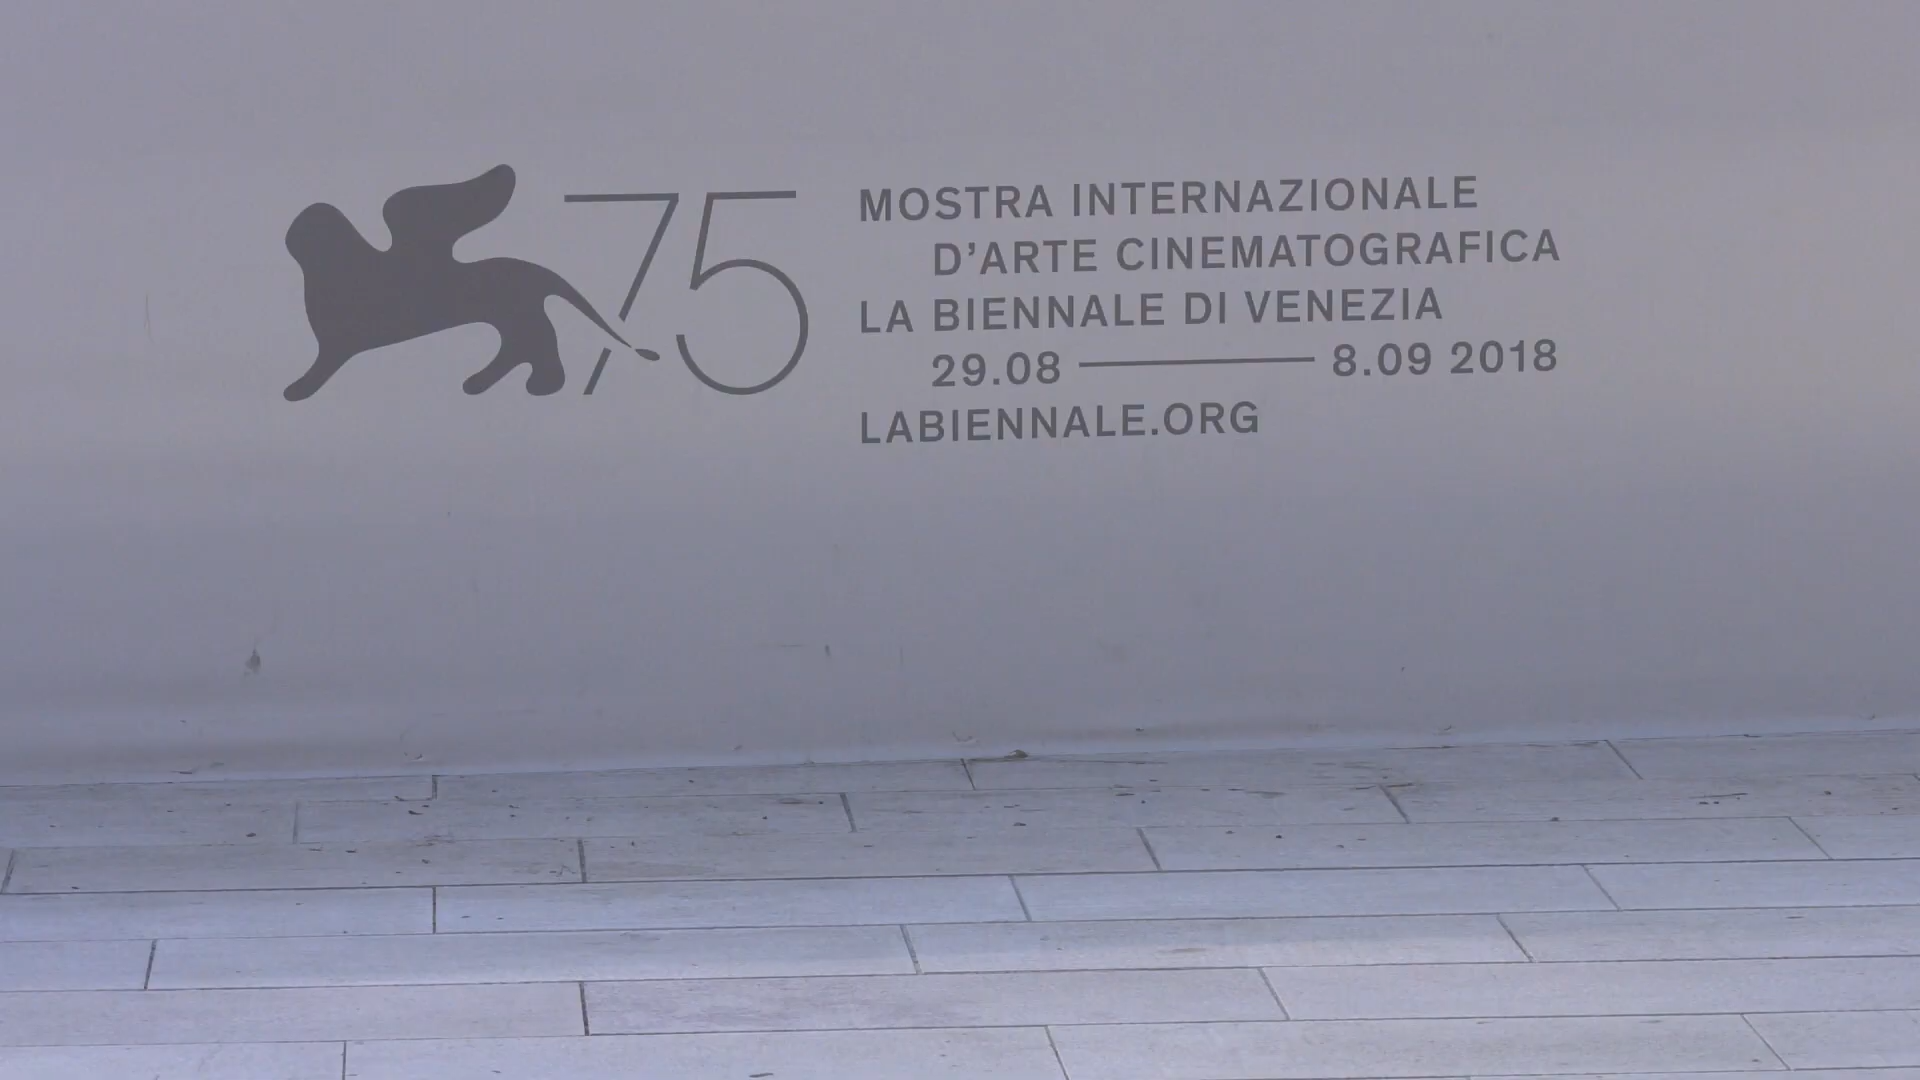 75
MOSTRA INTERNAZIONALE
D'ARTE CINEMATOGRAFICA
LA BIENNALE DI VENEZIA
29.08 — 8.09 2018
LABIENNALE.ORG